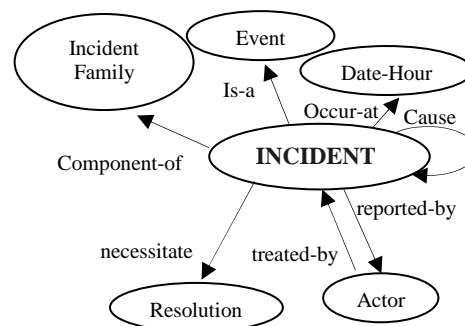 Incident
Family
Event
Date-Hour
Is-a
Occur-at
Cause
Component-of
INCIDENT
reported-by
necessitate
treated-by
Resolution
Actor